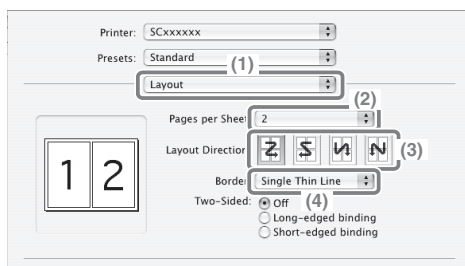 Printer: SCxxxxxx
Presets: Standard
(1)
Layout
(2)
Pages per Sheet 2
Layout Direction (3)
1 2
Border Single Thin Line
(4)
Two-Sided: Off
Long-edged binding
Short-edged binding